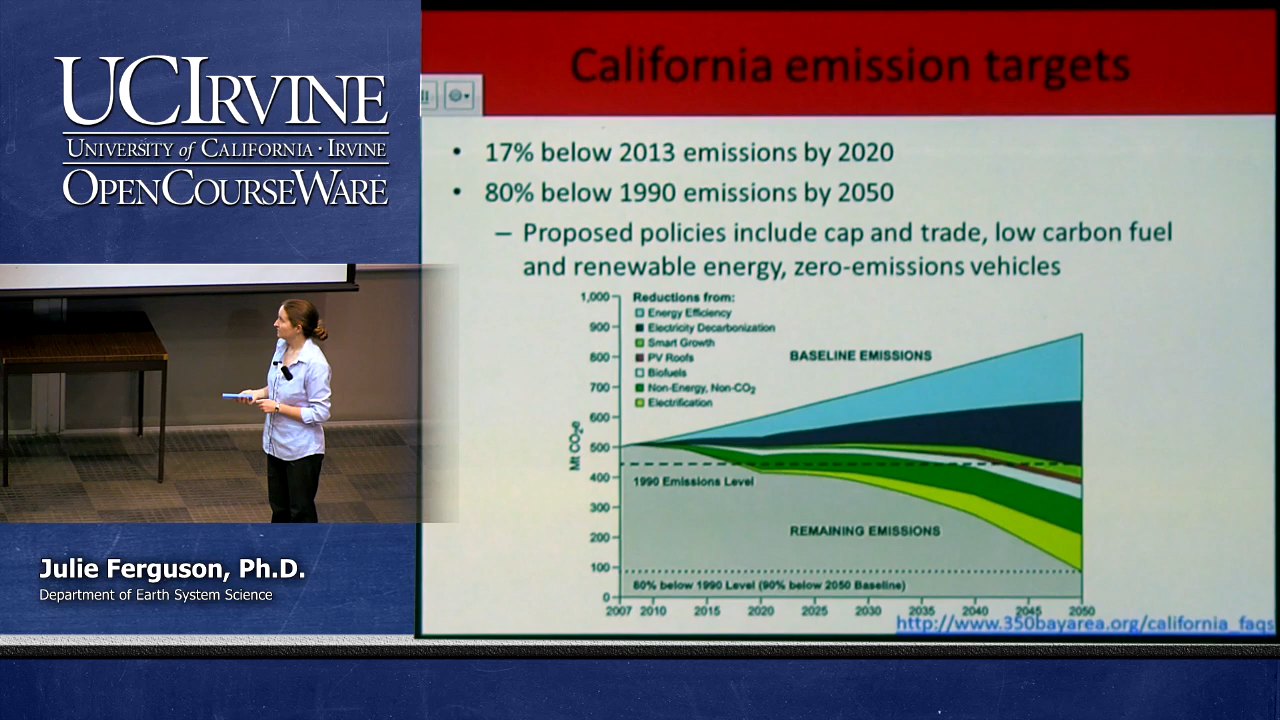 UCIRVINE
UNIVERSITY of CALIFORNIA · IRVINE
OPENCOURSEWARE
Julie Ferguson, Ph.D.
Department of Earth System Science
California emission targets
• 17% below 2013 emissions by 2020
• 80% below 1990 emissions by 2050
– Proposed policies include cap and trade, low carbon fuel
and renewable energy, zero-emissions vehicles
Reductions from:
Energy Efficiency
Electricity Decarbonization
Smart Growth
PV Roofs
Biofuels
Non-Energy, Non-CO₂
Electrification
BASELINE EMISSIONS
1990 Emissions Level
REMAINING EMISSIONS
80% below 1990 Level (90% below 2050 Baseline)
Mt CO₂e
1,000
900
800
700
600
500
400
300
200
100
0
2007 2010 2015 2020 2025 2030 2035 2040 2045 2050
http://www.350bayarea.org/california_faqs